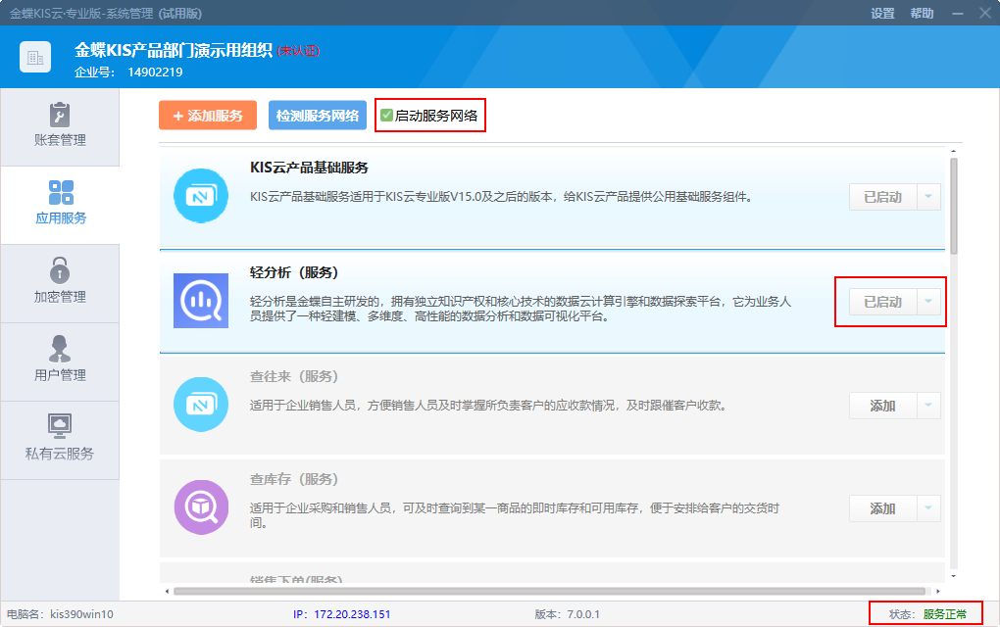 金蝶KIS云·专业版-系统管理 (试用版)
设置 帮助
金蝶KIS产品部门演示用组织 (未认证)
企业号： 14902219
账套管理
应用服务
加密管理
用户管理
私有云服务
+ 添加服务 检测服务网络 启动服务网络
KIS云产品基础服务
KIS云产品基础服务适用于KIS云专业版V15.0及之后的版本，给KIS云产品提供公用基础服务组件。
已启动
轻分析（服务）
轻分析是金蝶自主研发的，拥有独立知识产权和核心技术的数据云计算引擎和数据探索平台，它为业务人
员提供了一种轻建模、多维度、高性能的数据分析和数据可视化平台。
已启动
查往来（服务）
适用于企业销售人员，方便销售人员及时掌握所负责客户的应收款情况，及时跟催客户收款。
添加
查库存（服务）
适用于企业采购和销售人员，可及时查询到某一商品的即时库存和可用库存，便于安排给客户的交货时
间。
添加
销售下单(服务)
电脑名：kis390win10 IP：172.20.238.151 版本：7.0.0.1 状态：服务正常